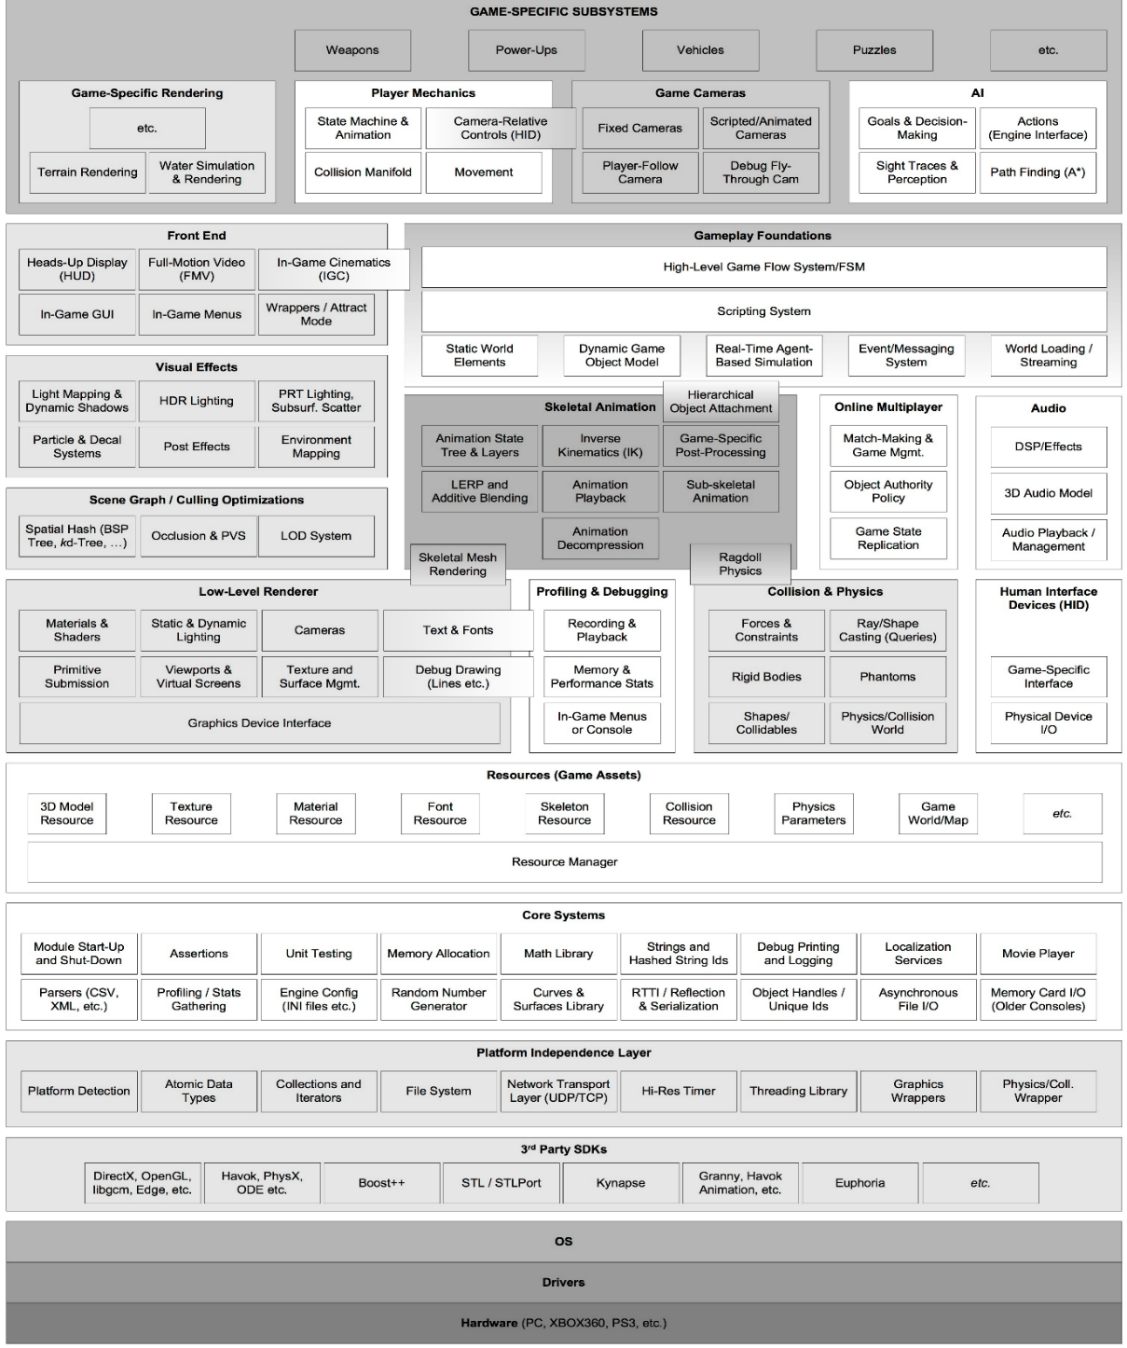 GAME-SPECIFIC SUBSYSTEMS
Weapons
Power-Ups
Vehicles
Puzzles
etc.
Game-Specific Rendering
etc.
Terrain Rendering
Water Simulation
& Rendering
Player Mechanics
State Machine &
Animation
Camera-Relative
Controls (HID)
Collision Manifold
Movement
Game Cameras
Fixed Cameras
Scripted/Animated
Cameras
Player-Follow
Camera
Debug Fly-
Through Cam
AI
Goals & Decision-
Making
Actions
(Engine Interface)
Sight Traces &
Perception
Path Finding (A*)
Front End
Heads-Up Display
(HUD)
Full-Motion Video
(FMV)
In-Game Cinematics
(IGC)
In-Game GUI
In-Game Menus
Wrappers / Attract
Mode
Gameplay Foundations
High-Level Game Flow System/FSM
Scripting System
Static World
Elements
Dynamic Game
Object Model
Real-Time Agent-
Based Simulation
Event/Messaging
System
World Loading /
Streaming
Visual Effects
Light Mapping &
Dynamic Shadows
HDR Lighting
PRT Lighting,
Subsurf. Scatter
Particle & Decal
Systems
Post Effects
Environment
Mapping
Hierarchical
Object Attachment
Skeletal Animation
Animation State
Tree & Layers
Inverse
Kinematics (IK)
Game-Specific
Post-Processing
LERP and
Additive Blending
Animation
Playback
Sub-skeletal
Animation
Animation
Decompression
Skeletal Mesh
Rendering
Ragdoll
Physics
Online Multiplayer
Match-Making &
Game Mgmt.
Object Authority
Policy
Game State
Replication
Audio
DSP/Effects
3D Audio Model
Audio Playback /
Management
Scene Graph / Culling Optimizations
Spatial Hash (BSP
Tree, kd-Tree, ...)
Occlusion & PVS
LOD System
Low-Level Renderer
Materials &
Shaders
Static & Dynamic
Lighting
Cameras
Text & Fonts
Primitive
Submission
Viewports &
Virtual Screens
Texture and
Surface Mgmt.
Debug Drawing
(Lines etc.)
Graphics Device Interface
Profiling & Debugging
Recording &
Playback
Memory &
Performance Stats
In-Game Menus
or Console
Collision & Physics
Forces &
Constraints
Ray/Shape
Casting (Queries)
Rigid Bodies
Phantoms
Shapes/
Collidables
Physics/Collision
World
Human Interface
Devices (HID)
Game-Specific
Interface
Physical Device
I/O
Resources (Game Assets)
3D Model
Resource
Texture
Resource
Material
Resource
Font
Resource
Skeleton
Resource
Collision
Resource
Physics
Parameters
Game
World/Map
etc.
Resource Manager
Core Systems
Module Start-Up
and Shut-Down
Assertions
Unit Testing
Memory Allocation
Math Library
Strings and
Hashed String Ids
Debug Printing
and Logging
Localization
Services
Movie Player
Parsers (CSV,
XML, etc.)
Profiling / Stats
Gathering
Engine Config
(INI files etc.)
Random Number
Generator
Curves &
Surfaces Library
RTTI / Reflection
& Serialization
Object Handles /
Unique Ids
Asynchronous
File I/O
Memory Card I/O
(Older Consoles)
Platform Independence Layer
Platform Detection
Atomic Data
Types
Collections and
Iterators
File System
Network Transport
Layer (UDP/TCP)
Hi-Res Timer
Threading Library
Graphics
Wrappers
Physics/Coll.
Wrapper
3rd Party SDKs
DirectX, OpenGL,
libgcm, Edge, etc.
Havok, PhysX,
ODE etc.
Boost++
STL / STLPort
Kynapse
Granny, Havok
Animation, etc.
Euphoria
etc.
OS
Drivers
Hardware (PC, XBOX360, PS3, etc.)